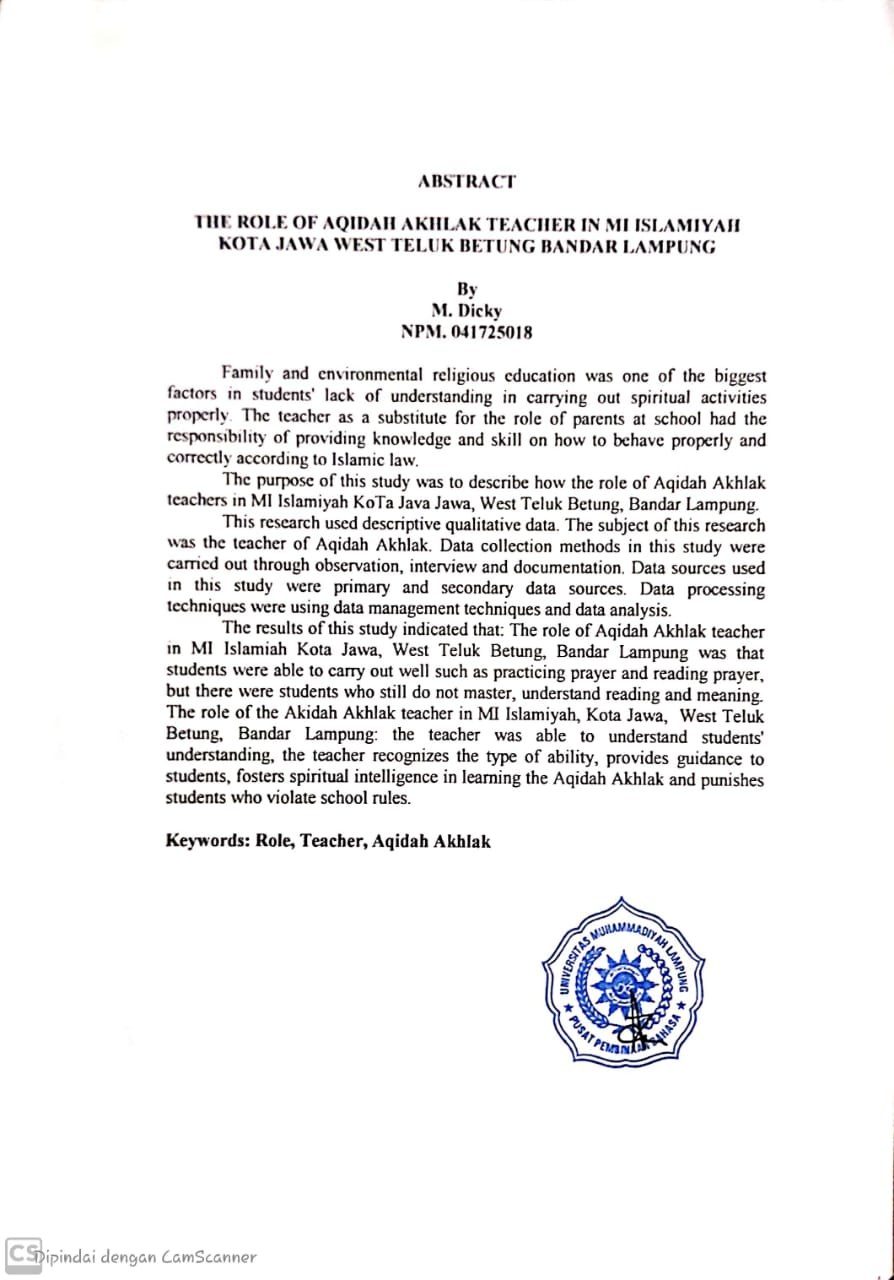 ABSTRACT
THE ROLE OF AQIDAH AKHLAK TEACHER IN MI ISLAMIYAH
KOTA JAWA WEST TELUK BETUNG BANDAR LAMPUNG
By
M. Dicky
NPM. 041725018
Family and environmental religious education was one of the biggest
factors in students' lack of understanding in carrying out spiritual activities
properly. The teacher as a substitute for the role of parents at school had the
responsibility of providing knowledge and skill on how to behave properly and
correctly according to Islamic law.
The purpose of this study was to describe how the role of Aqidah Akhlak
teachers in MI Islamiyah KoTa Java Jawa, West Teluk Betung, Bandar Lampung.
This research used descriptive qualitative data. The subject of this research
was the teacher of Aqidah Akhlak. Data collection methods in this study were
carried out through observation, interview and documentation. Data sources used
in this study were primary and secondary data sources. Data processing
techniques were using data management techniques and data analysis.
The results of this study indicated that: The role of Aqidah Akhlak teacher
in MI Islamiah Kota Jawa, West Teluk Betung, Bandar Lampung was that
students were able to carry out well such as practicing prayer and reading prayer,
but there were students who still do not master, understand reading and meaning.
The role of the Akidah Akhlak teacher in MI Islamiyah, Kota Jawa, West Teluk
Betung, Bandar Lampung: the teacher was able to understand students'
understanding, the teacher recognizes the type of ability, provides guidance to
students, fosters spiritual intelligence in learning the Aqidah Akhlak and punishes
students who violate school rules.
Keywords: Role, Teacher, Aqidah Akhlak
UNIVERSITAS MUHAMMADIYAH LAMPUNG
PUSAT PEMBINAAN BAHASA
CS Dipindai dengan CamScanner